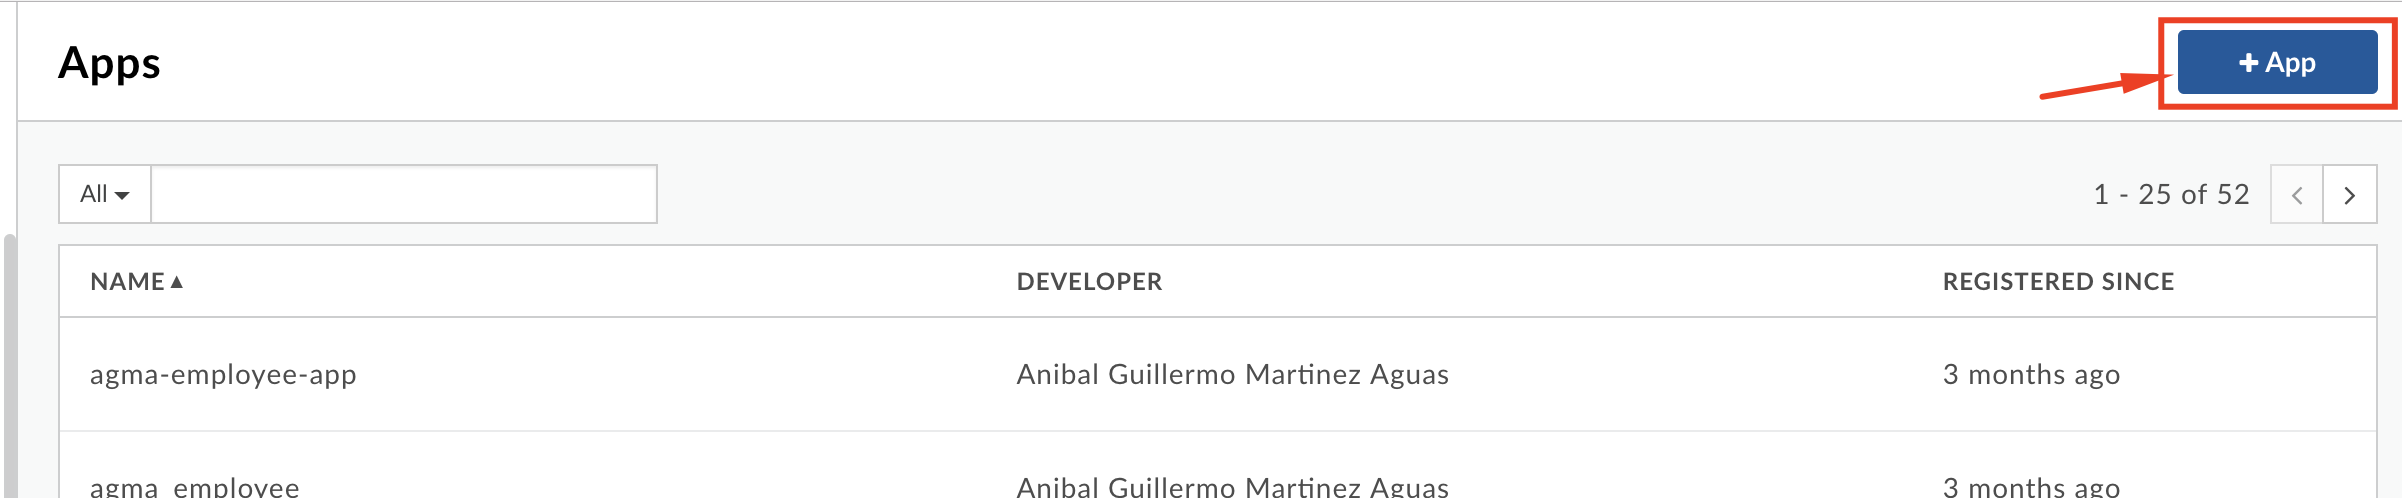 Apps
+ App
All
1 - 25 of 52
NAME DEVELOPER REGISTERED SINCE
agma-employee-app Anibal Guillermo Martinez Aguas 3 months ago
agma_employee Anibal Guillermo Martinez Aguas 3 months ago